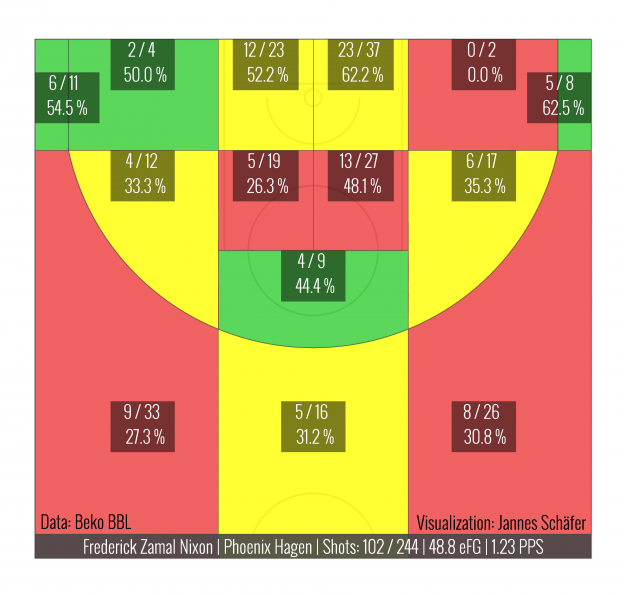 2 / 4
50.0 %
12 / 23
52.2 %
23 / 37
62.2 %
0 / 2
0.0 %
6 / 11
54.5 %
5 / 8
62.5 %
4 / 12
33.3 %
5 / 19
26.3 %
13 / 27
48.1 %
6 / 17
35.3 %
4 / 9
44.4 %
9 / 33
27.3 %
5 / 16
31.2 %
8 / 26
30.8 %
Data: Beko BBL
Visualization: Jannes Schäfer
Frederick Zamal Nixon | Phoenix Hagen | Shots: 102 / 244 | 48.8 eFG | 1.23 PPS